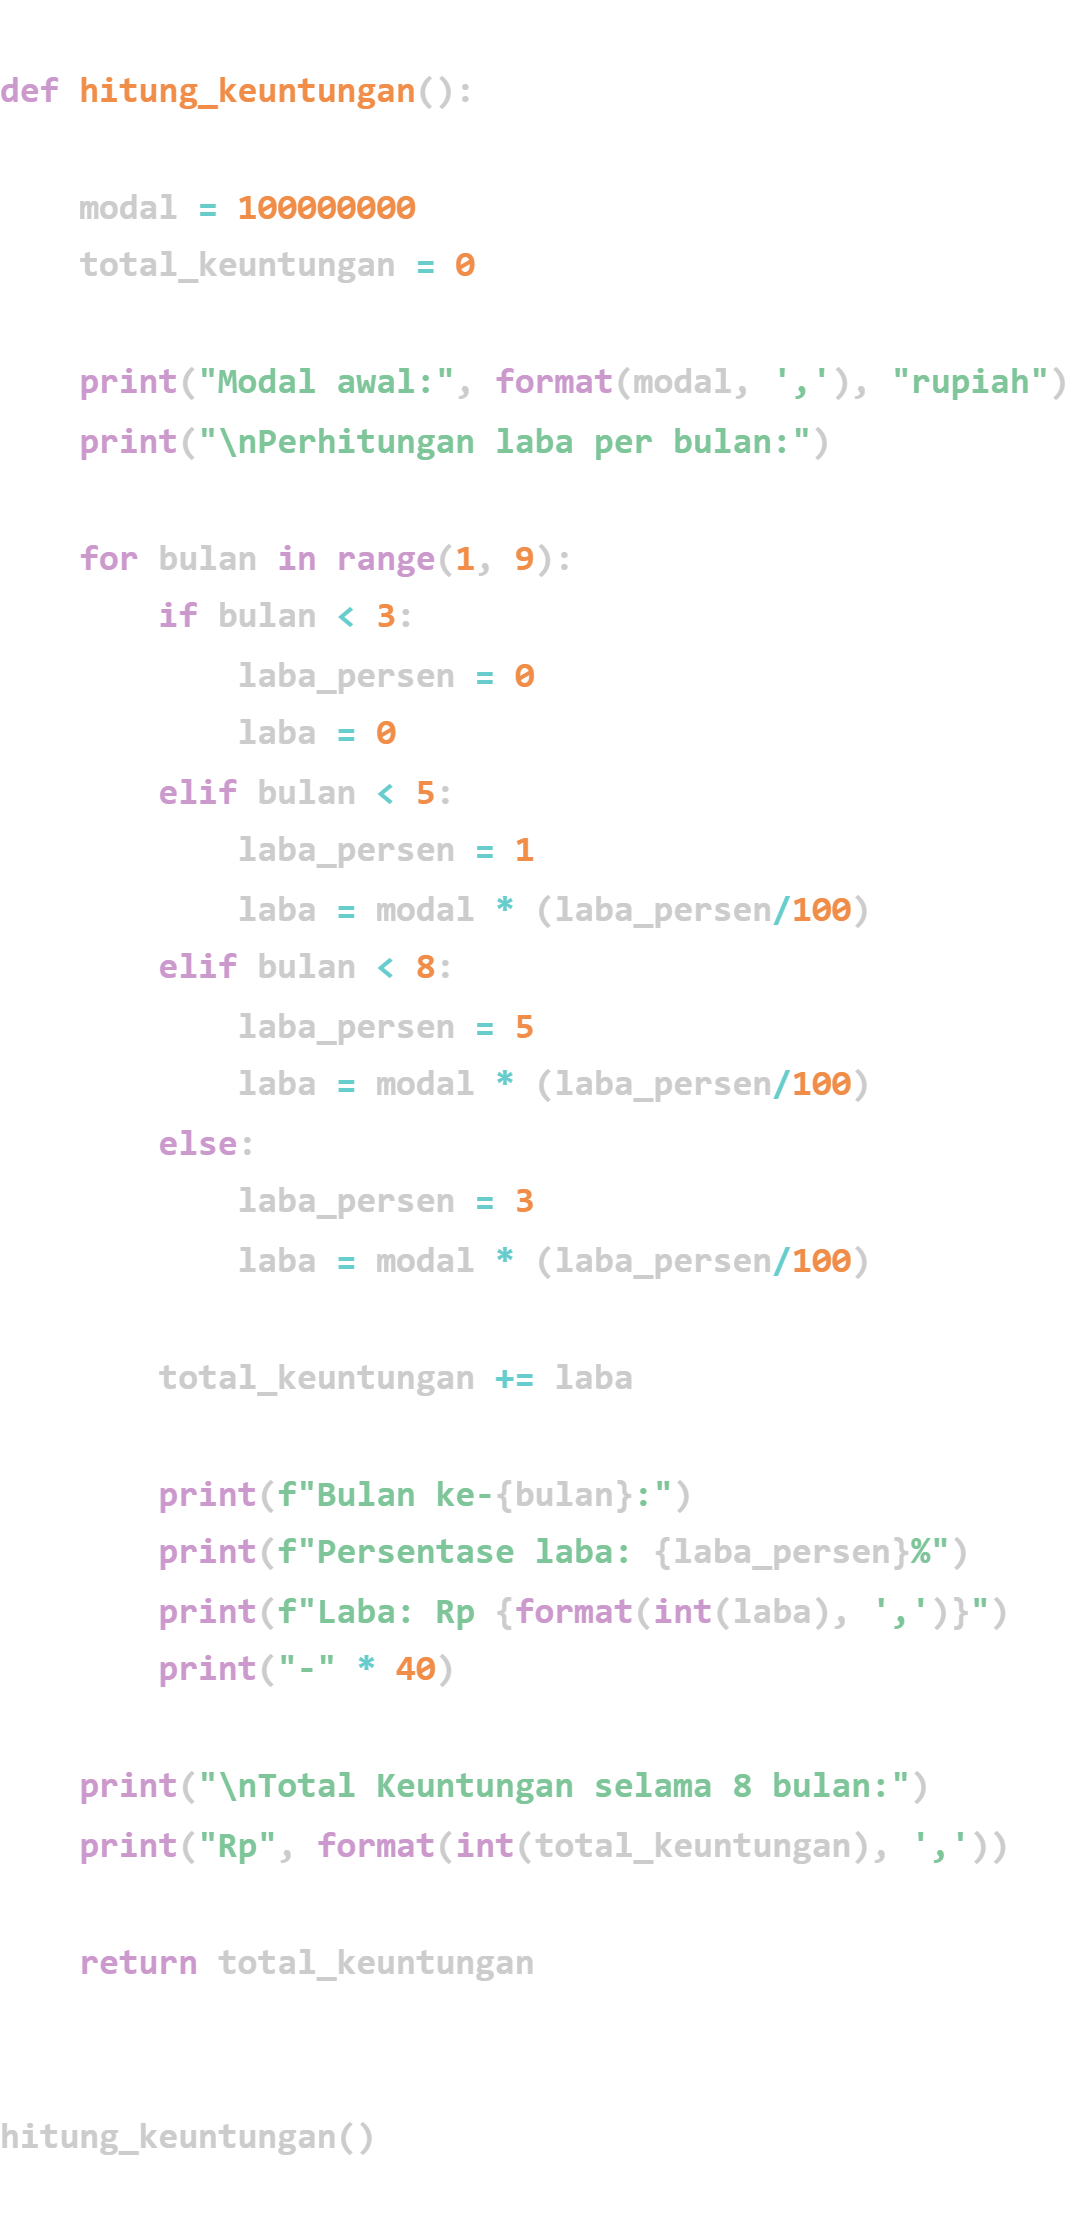 def hitung_keuntungan():
    modal = 100000000
    total_keuntungan = 0
    print("Modal awal:", format(modal, ','), "rupiah")
    print("\nPerhitungan laba per bulan:")
    for bulan in range(1, 9):
        if bulan < 3:
            laba_persen = 0
            laba = 0
        elif bulan < 5:
            laba_persen = 1
            laba = modal * (laba_persen/100)
        elif bulan < 8:
            laba_persen = 5
            laba = modal * (laba_persen/100)
        else:
            laba_persen = 3
            laba = modal * (laba_persen/100)
        total_keuntungan += laba
        print(f"Bulan ke-{bulan}:")
        print(f"Persentase laba: {laba_persen}%")
        print(f"Laba: Rp {format(int(laba), ',')}")
        print("-" * 40)
    print("\nTotal Keuntungan selama 8 bulan:")
    print("Rp", format(int(total_keuntungan), ','))
    return total_keuntungan
hitung_keuntungan()